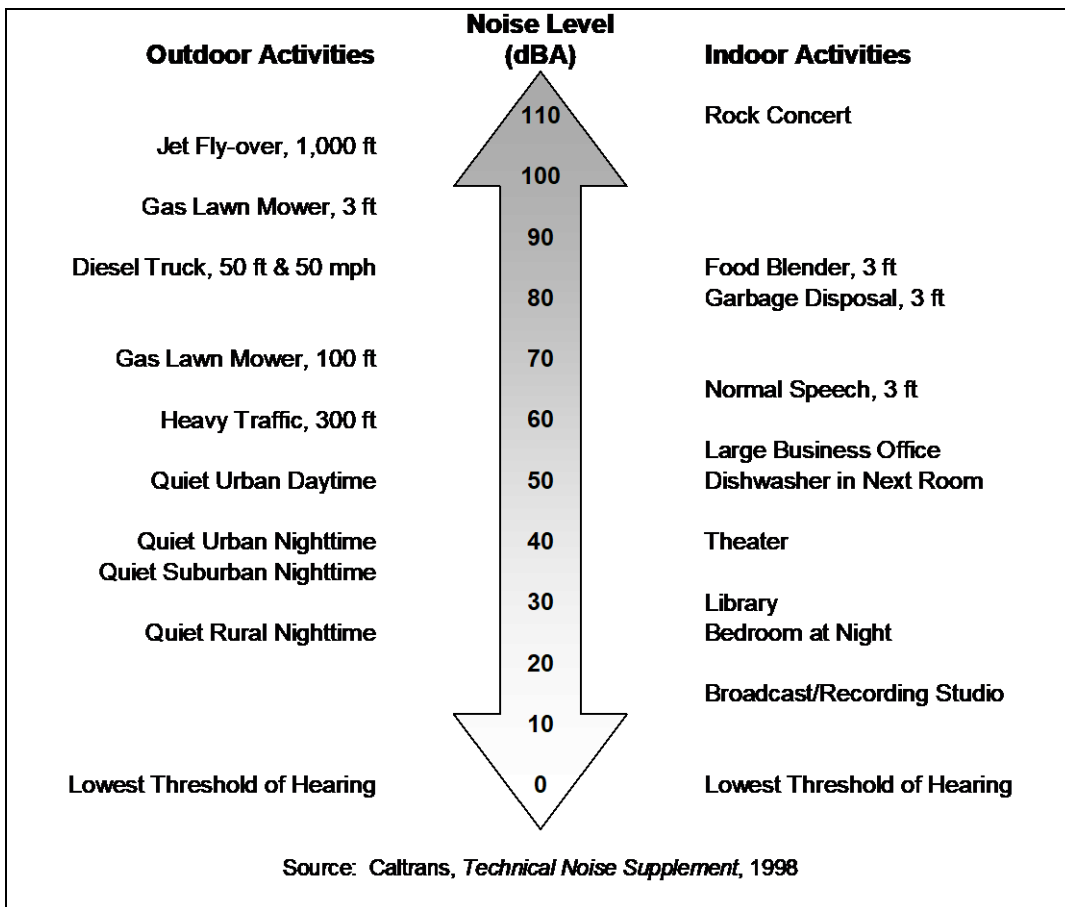 Noise Level
Outdoor Activities (dBA) Indoor Activities
110 Rock Concert
Jet Fly-over, 1,000 ft
100
Gas Lawn Mower, 3 ft
90
Diesel Truck, 50 ft & 50 mph Food Blender, 3 ft
80 Garbage Disposal, 3 ft
Gas Lawn Mower, 100 ft 70
Normal Speech, 3 ft
Heavy Traffic, 300 ft 60
Large Business Office
Quiet Urban Daytime 50 Dishwasher in Next Room
Quiet Urban Nighttime 40 Theater
Quiet Suburban Nighttime
30 Library
Quiet Rural Nighttime Bedroom at Night
20
Broadcast/Recording Studio
10
Lowest Threshold of Hearing 0 Lowest Threshold of Hearing
Source: Caltrans, Technical Noise Supplement, 1998